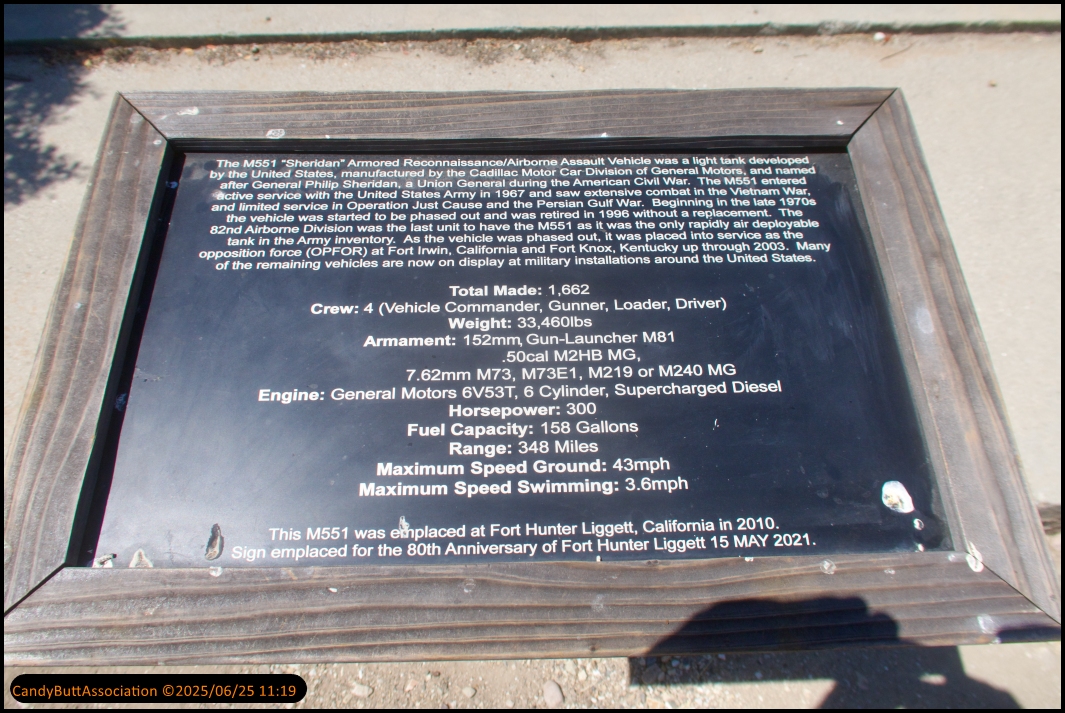 The M551 "Sheridan" Armored Reconnaissance/Airborne Assault Vehicle was a light tank developed
by the United States, manufactured by the Cadillac Motor Car Division of General Motors, and named
after General Philip Sheridan, a Union General during the American Civil War. The M551 entered
active service with the United States Army in 1967 and saw extensive combat in the Vietnam War,
and limited service in Operation Just Cause and the Persian Gulf War. Beginning in the late 1970s
the vehicle was started to be phased out and was retired in 1996 without a replacement. The
82nd Airborne Division was the last unit to have the M551 as it was the only rapidly air deployable
tank in the Army inventory. As the vehicle was phased out, it was placed into service as the
opposition force (OPFOR) at Fort Irwin, California and Fort Knox, Kentucky up through 2003. Many
of the remaining vehicles are now on display at military installations around the United States.
Total Made: 1,662
Crew: 4 (Vehicle Commander, Gunner, Loader, Driver)
Weight: 33,460lbs
Armament: 152mm Gun-Launcher M81
.50cal M2HB MG,
7.62mm M73, M73E1, M219 or M240 MG
Engine: General Motors 6V53T, 6 Cylinder, Supercharged Diesel
Horsepower: 300
Fuel Capacity: 158 Gallons
Range: 348 Miles
Maximum Speed Ground: 43mph
Maximum Speed Swimming: 3.6mph
This M551 was emplaced at Fort Hunter Liggett, California in 2010.
Sign emplaced for the 80th Anniversary of Fort Hunter Liggett 15 MAY 2021.
CandyButtAssociation ©2025/06/25 11:19